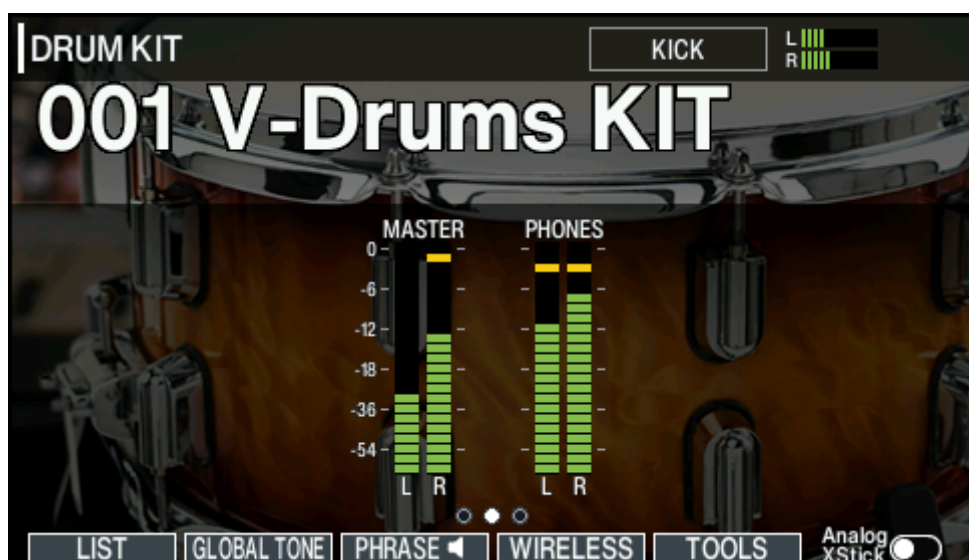 DRUM KIT
KICK
L
R
001 V-Drums KIT
MASTER PHONES
0
-6
-12
-18
-36
-54
L R L R
LIST GLOBAL TONE PHRASE WIRELESS TOOLS Analog
XStick